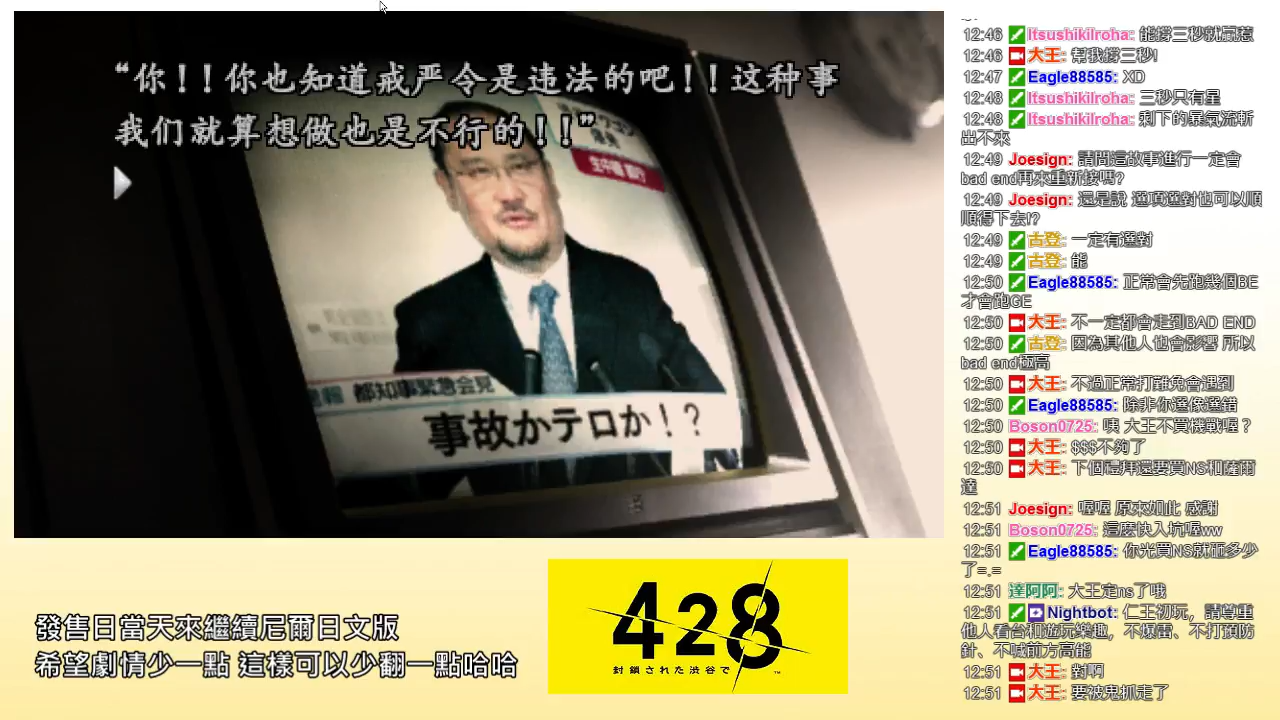 “你！！你也知道戒严令是违法的吧！！这种事
我们就算想做也是不行的！！”
生中継
都知事緊急会見
事故かテロか！？
發售日當天來繼續尼爾日文版
希望劇情少一點 這樣可以少翻一點哈哈
428
封鎖された渋谷で
TM
12:46 Itsushikilroha: 能撐三秒就贏惹
12:46 大王: 幫我撐三秒!
12:47 Eagle88585: XD
12:48 Itsushikilroha: 三秒只有星
12:48 Itsushikilroha: 剩下的暴氣流斬
出不來
12:49 Joesign: 請問這故事進行一定會
bad end再來重新接嗎?
12:49 Joesign: 還是說 選項選對也可以順
順得下去!?
12:49 古登: 一定有選對
12:49 古登: 能
12:50 Eagle88585: 正常會先跑幾個BE
才會跑GE
12:50 大王: 不一定都會走到BAD END
12:50 古登: 因為其他人也會影響 所以
bad end極高
12:50 大王: 不過正常打難免會遇到
12:50 Eagle88585: 除非你選像選錯
12:50 Boson0725: 咦 大王不買機戰喔？
12:50 大王: $$$不夠了
12:50 大王: 下個禮拜還要買NS和薩爾
達
12:51 Joesign: 喔喔 原來如此 感謝
12:51 Boson0725: 這麼快入坑喔ww
12:51 Eagle88585: 你光買NS就砸多少
了=.=
12:51 達阿阿: 大王定ns了哦
12:51 Nightbot: 仁王初玩，請尊重
他人看台和遊玩樂趣，不爆雷、不打預防
針、不喊前方高能
12:51 大王: 對啊
12:51 大王: 要被鬼抓走了